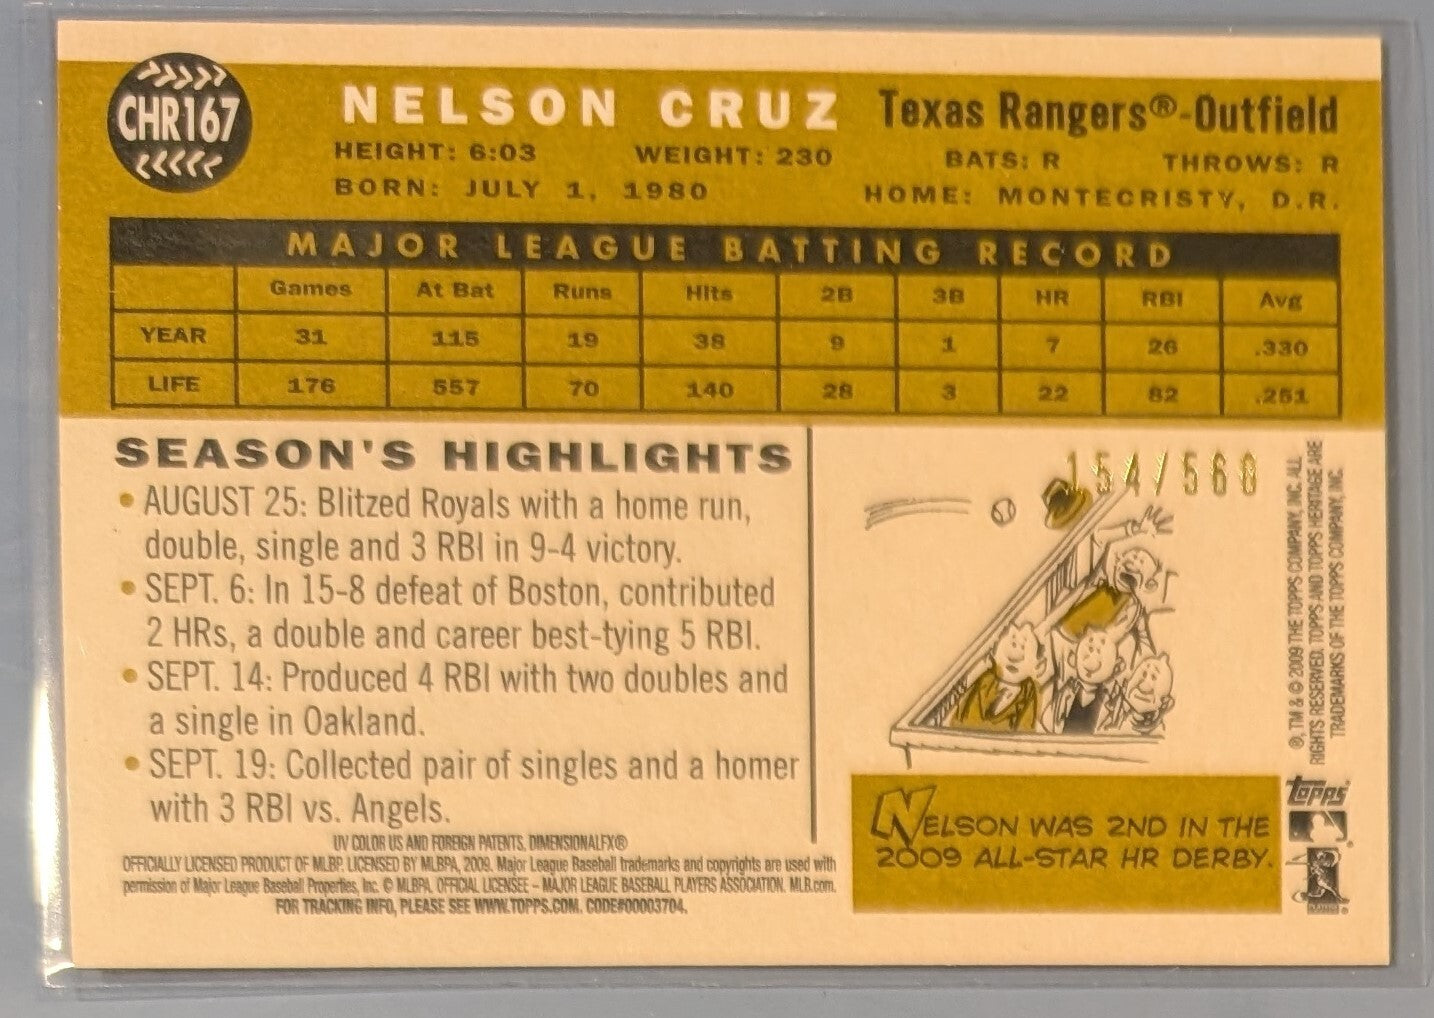 CHR167
NELSON CRUZ
Texas Rangers®-Outfield
HEIGHT: 6:03 WEIGHT: 230 BATS: R THROWS: R
BORN: JULY 1, 1980 HOME: MONTECRISTY, D.R.
MAJOR LEAGUE BATTING RECORD
Games At Bat Runs Hits 2B 3B HR RBI Avg
YEAR 31 115 19 38 9 1 7 26 .330
LIFE 176 557 70 140 28 3 22 82 .251
SEASON'S HIGHLIGHTS
• AUGUST 25: Blitzed Royals with a home run,
double, single and 3 RBI in 9-4 victory.
• SEPT. 6: In 15-8 defeat of Boston, contributed
2 HRs, a double and career best-tying 5 RBI.
• SEPT. 14: Produced 4 RBI with two doubles and
a single in Oakland.
• SEPT. 19: Collected pair of singles and a homer
with 3 RBI vs. Angels.
UV COLOR US AND FOREIGN PATENTS, DIMENSIONALFX®
OFFICIALLY LICENSED PRODUCT OF MLBP. LICENSED BY MLBPA, 2009. Major League Baseball trademarks and copyrights are used with
permission of Major League Baseball Properties, Inc. © MLBPA. OFFICIAL LICENSEE – MAJOR LEAGUE BASEBALL PLAYERS ASSOCIATION. MLB.com.
FOR TRACKING INFO, PLEASE SEE WWW.TOPPS.COM. CODE#00003704.
154/560
NELSON WAS 2ND IN THE
2009 ALL-STAR HR DERBY.
®, TM & © 2009 THE TOPPS COMPANY, INC. ALL
RIGHTS RESERVED. TOPPS AND TOPPS HERITAGE ARE
TRADEMARKS OF THE TOPPS COMPANY, INC.
topps